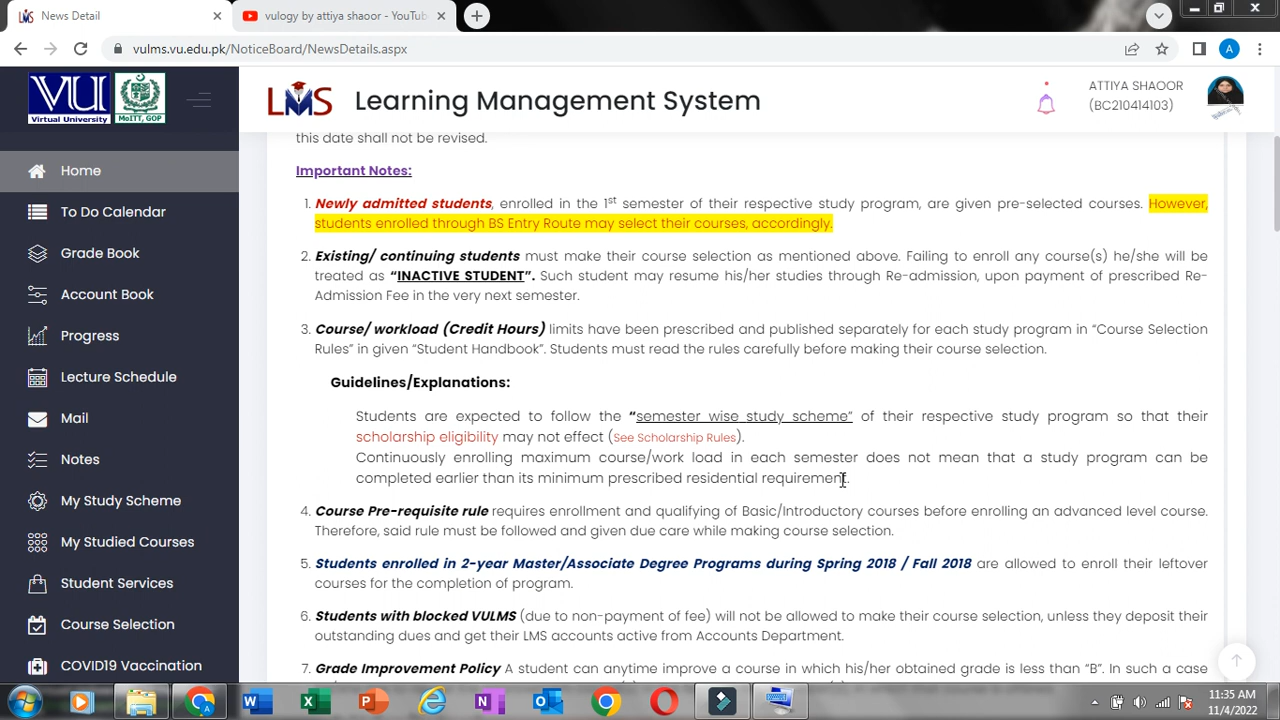 News Detail
vulogy by attiya shaoor - YouTub
vulms.vu.edu.pk/NoticeBoard/NewsDetails.aspx
A
VU
Virtual University
MoITT, GOP
LMS
Learning Management System
ATTIYA SHAOOR
(BC210414103)
Home
To Do Calendar
Grade Book
Account Book
Progress
Lecture Schedule
Mail
Notes
My Study Scheme
My Studied Courses
Student Services
Course Selection
COVID19 Vaccination
this date shall not be revised.
Important Notes:
1. Newly admitted students, enrolled in the 1st semester of their respective study program, are given pre-selected courses. However,
students enrolled through BS Entry Route may select their courses, accordingly.
2. Existing/ continuing students must make their course selection as mentioned above. Failing to enroll any course(s) he/she will be
treated as “INACTIVE STUDENT”. Such student may resume his/her studies through Re-admission, upon payment of prescribed Re-
Admission Fee in the very next semester.
3. Course/ workload (Credit Hours) limits have been prescribed and published separately for each study program in “Course Selection
Rules” in given “Student Handbook”. Students must read the rules carefully before making their course selection.
Guidelines/Explanations:
Students are expected to follow the “semester wise study scheme” of their respective study program so that their
scholarship eligibility may not effect (See Scholarship Rules).
Continuously enrolling maximum course/work load in each semester does not mean that a study program can be
completed earlier than its minimum prescribed residential requirement.
4. Course Pre-requisite rule requires enrollment and qualifying of Basic/Introductory courses before enrolling an advanced level course.
Therefore, said rule must be followed and given due care while making course selection.
5. Students enrolled in 2-year Master/Associate Degree Programs during Spring 2018 / Fall 2018 are allowed to enroll their leftover
courses for the completion of program.
6. Students with blocked VULMS (due to non-payment of fee) will not be allowed to make their course selection, unless they deposit their
outstanding dues and get their LMS accounts active from Accounts Department.
7. Grade Improvement Policy A student can anytime improve a course in which his/her obtained grade is less than “B”. In such a case
11:35 AM
11/4/2022